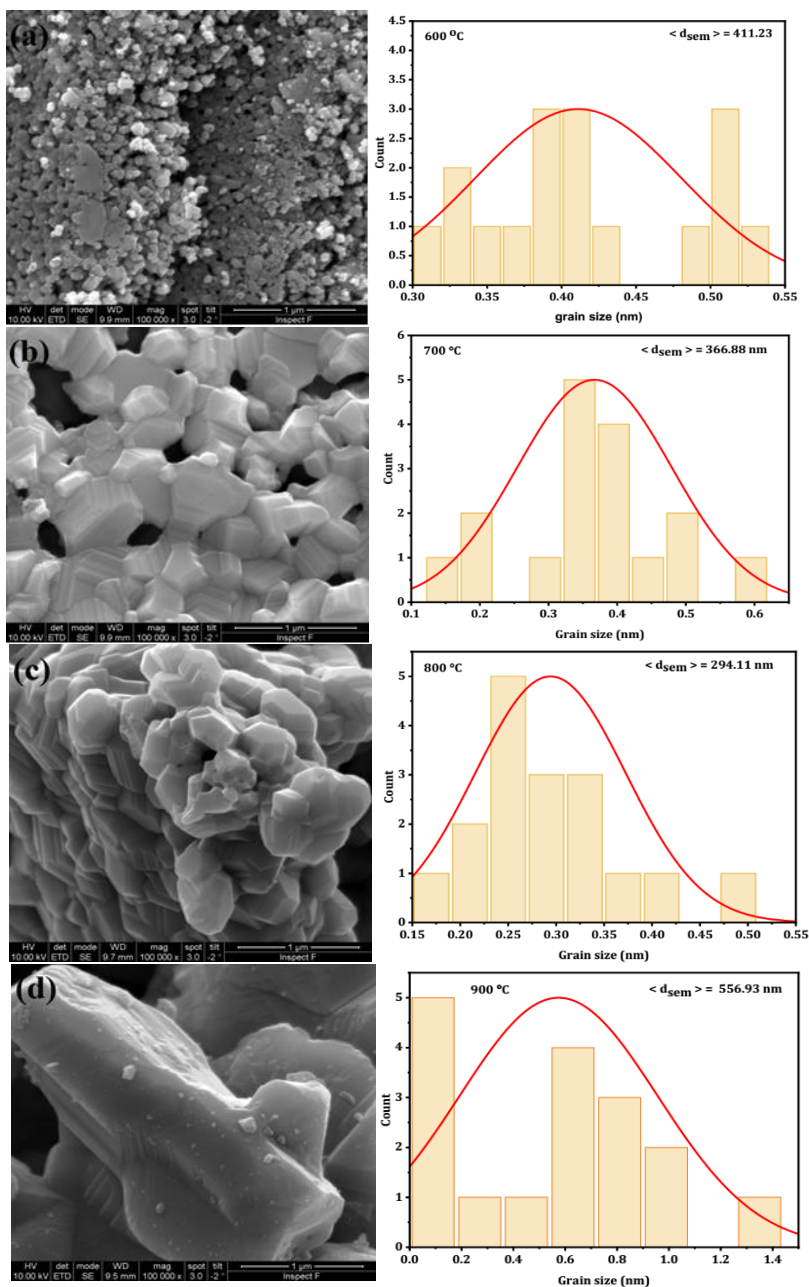 (a)
HV det mode WD mag spot tilt
10.00 kV ETD SE 9.9 mm 100 000 x 3.0 -2 ° 1 µm Inspect F
600 ⁰C < dsem > = 411.23
4.5
4.0
3.5
3.0
2.5
2.0
1.5
1.0
0.5
0.0
Count
0.30 0.35 0.40 0.45 0.50 0.55
grain size (nm)
(b)
HV det mode WD mag spot tilt
10.00 kV ETD SE 9.9 mm 100 000 x 3.0 -2 ° 1 µm Inspect F
700 °C < dsem > = 366.88 nm
6
5
4
3
2
1
0
Count
0.1 0.2 0.3 0.4 0.5 0.6
Grain size (nm)
(c)
HV det mode WD mag spot tilt
10.00 kV ETD SE 9.7 mm 100 000 x 3.0 -2 ° 1 µm Inspect F
800 °C < dsem > = 294.11 nm
5
4
3
2
1
0
Count
0.15 0.20 0.25 0.30 0.35 0.40 0.45 0.50 0.55
Grain size (nm)
(d)
HV det mode WD mag spot tilt
10.00 kV ETD SE 9.5 mm 100 000 x 3.0 -2 ° 1 µm Inspect F
900 °C < dsem > = 556.93 nm
5
4
3
2
1
0
Count
0.0 0.2 0.4 0.6 0.8 1.0 1.2 1.4
Grain size (nm)